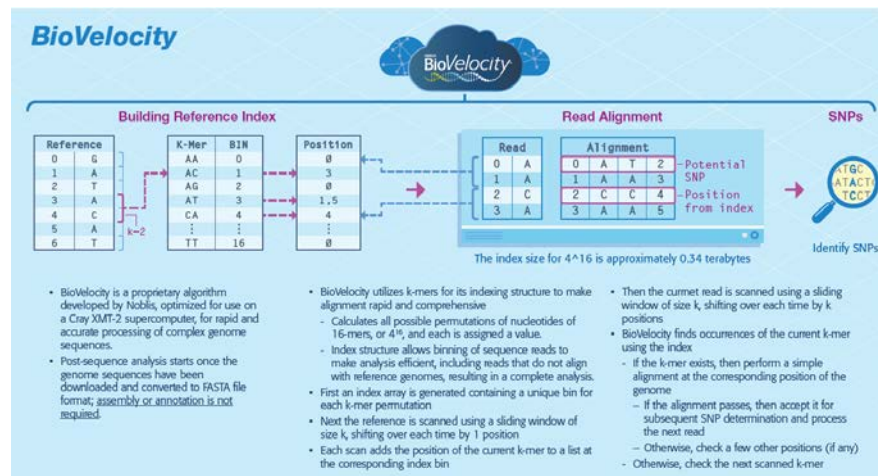 BioVelocity
BioVelocity
Building Reference Index
Read Alignment
SNPs
Reference
0 G
1 A
2 T
3 A
4 C
5 A
6 T
k-2
K-Mer BIN
AA 0
AC 1
AG 2
AT 3
CA 4
⋮ ⋮
TT 16
Position
Ø
3
Ø
1.5
4
⋮
Ø
Read
0 A
1 A
2 C
3 A
Alignment
0 A T 2
1 A A 3
2 C C 4
3 A A 5
Potential
SNP
Position
from index
The index size for 4^16 is approximately 0.34 terabytes
ATGC
ATACTC
TCCT
Identify SNPs
• BioVelocity is a proprietary algorithm
developed by Noblis, optimized for use on
a Cray XMT-2 supercomputer, for rapid and
accurate processing of complex genome
sequences.
• Post-sequence analysis starts once the
genome sequences have been
downloaded and converted to FASTA file
format; assembly or annotation is not
required.
• BioVelocity utilizes k-mers for its indexing structure to make
alignment rapid and comprehensive
- Calculates all possible permutations of nucleotides of
16-mers, or 4¹⁶, and each is assigned a value.
- Index structure allows binning of sequence reads to
make analysis efficient, including reads that do not align
with reference genomes, resulting in a complete analysis.
• First an index array is generated containing a unique bin for
each k-mer permutation
• Next the reference is scanned using a sliding window of
size k, shifting over each time by 1 position
• Each scan adds the position of the current k-mer to a list at
the corresponding index bin
• Then the curmet read is scanned using a sliding
window of size k, shifting over each time by k
positions
• BioVelocity finds occurrences of the current k-mer
using the index
- If the k-mer exists, then perform a simple
alignment at the corresponding position of the
genome
– If the alignment passes, then accept it for
subsequent SNP determination and process
the next read
– Otherwise, check a few other positions (if any)
- Otherwise, check the next scanned k-mer